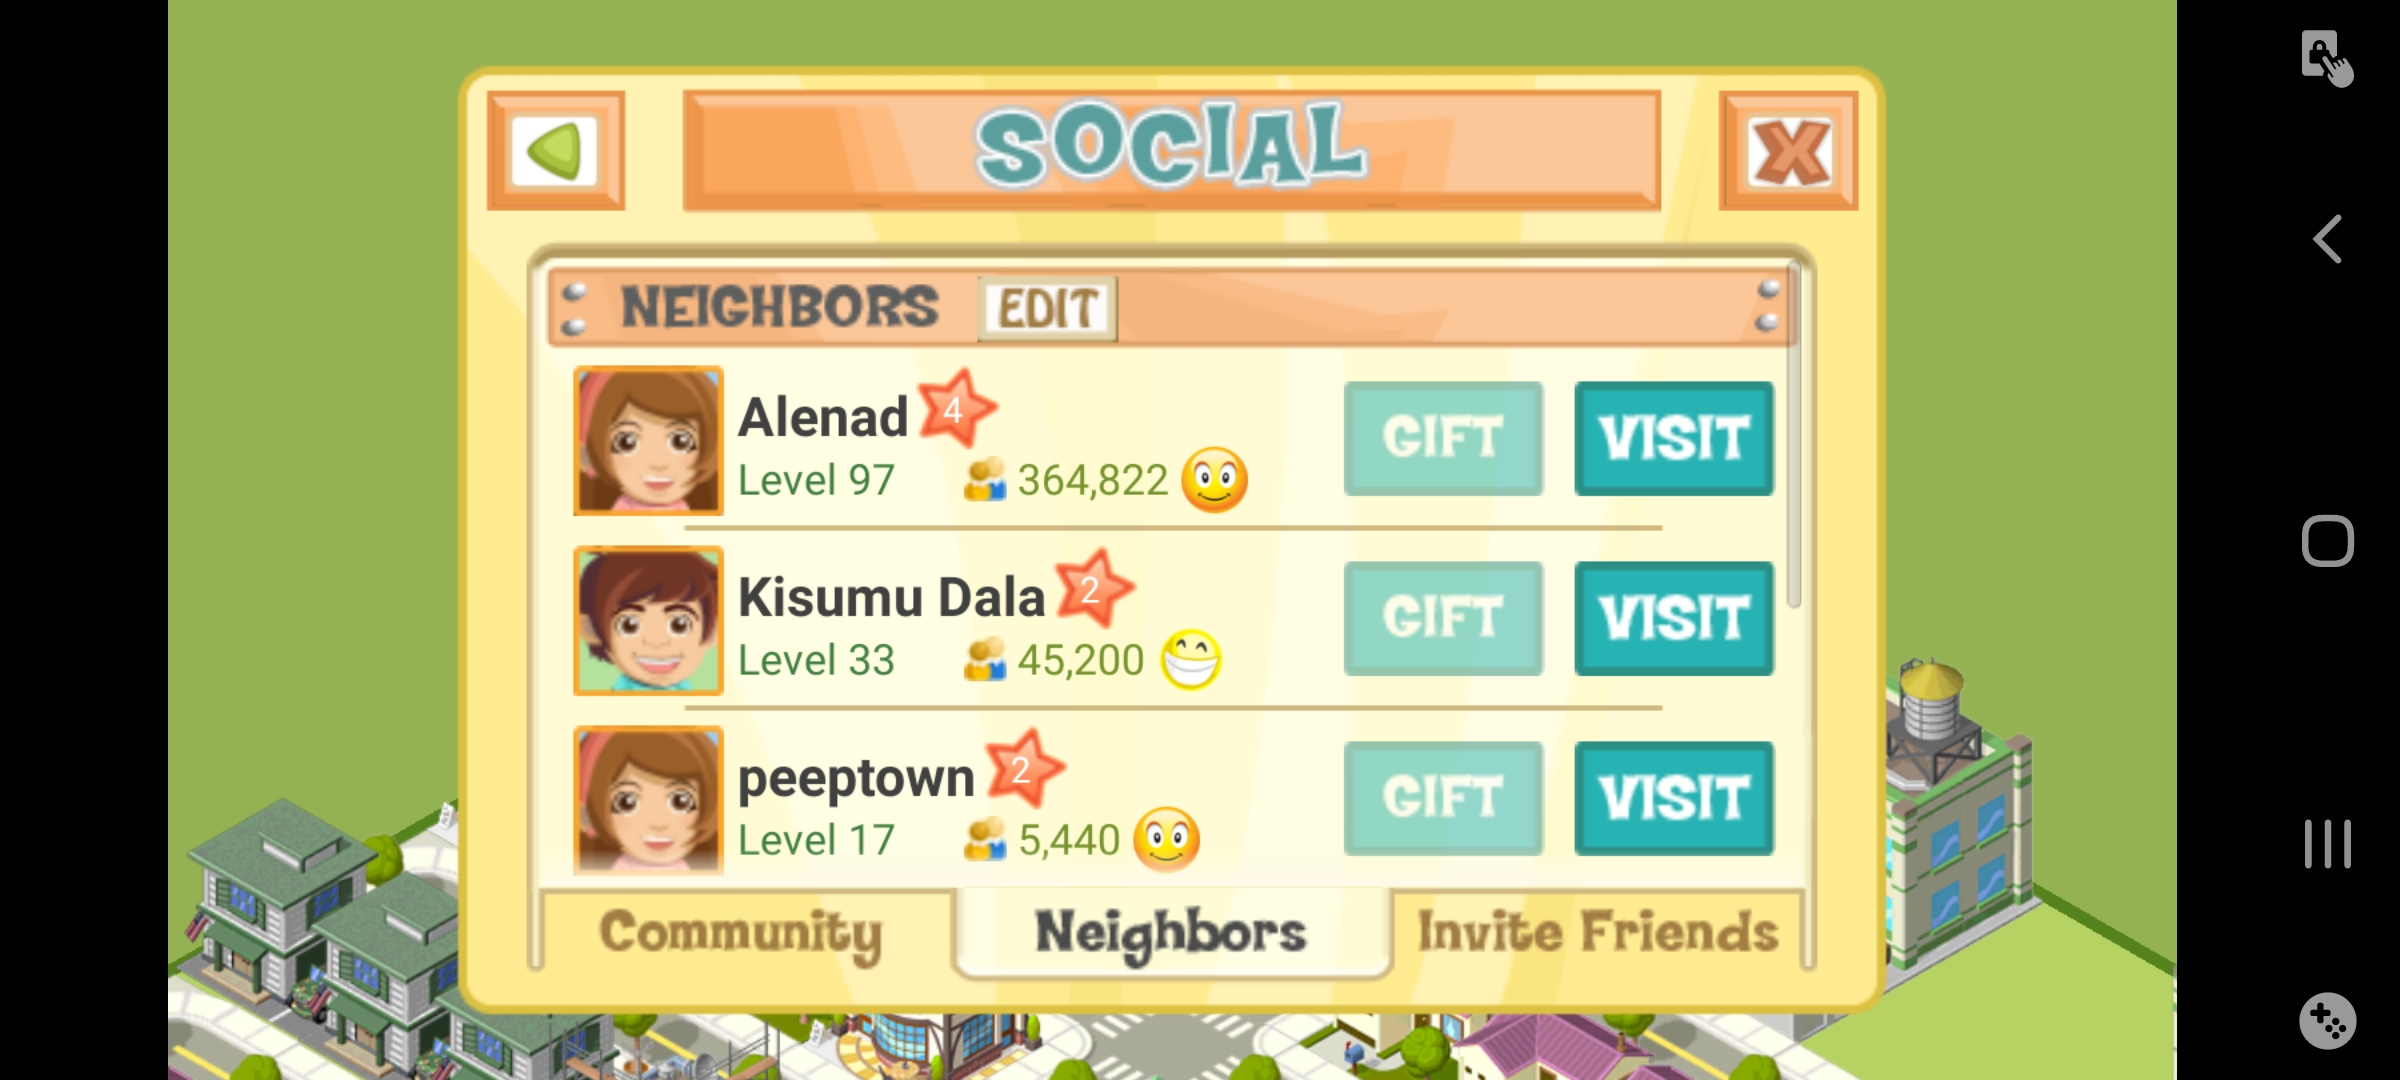 SOCIAL
NEIGHBORS EDIT
Alenad 4
Level 97 364,822
GIFT VISIT
Kisumu Dala 2
Level 33 45,200
GIFT VISIT
peeptown 2
Level 17 5,440
GIFT VISIT
Community Neighbors Invite Friends